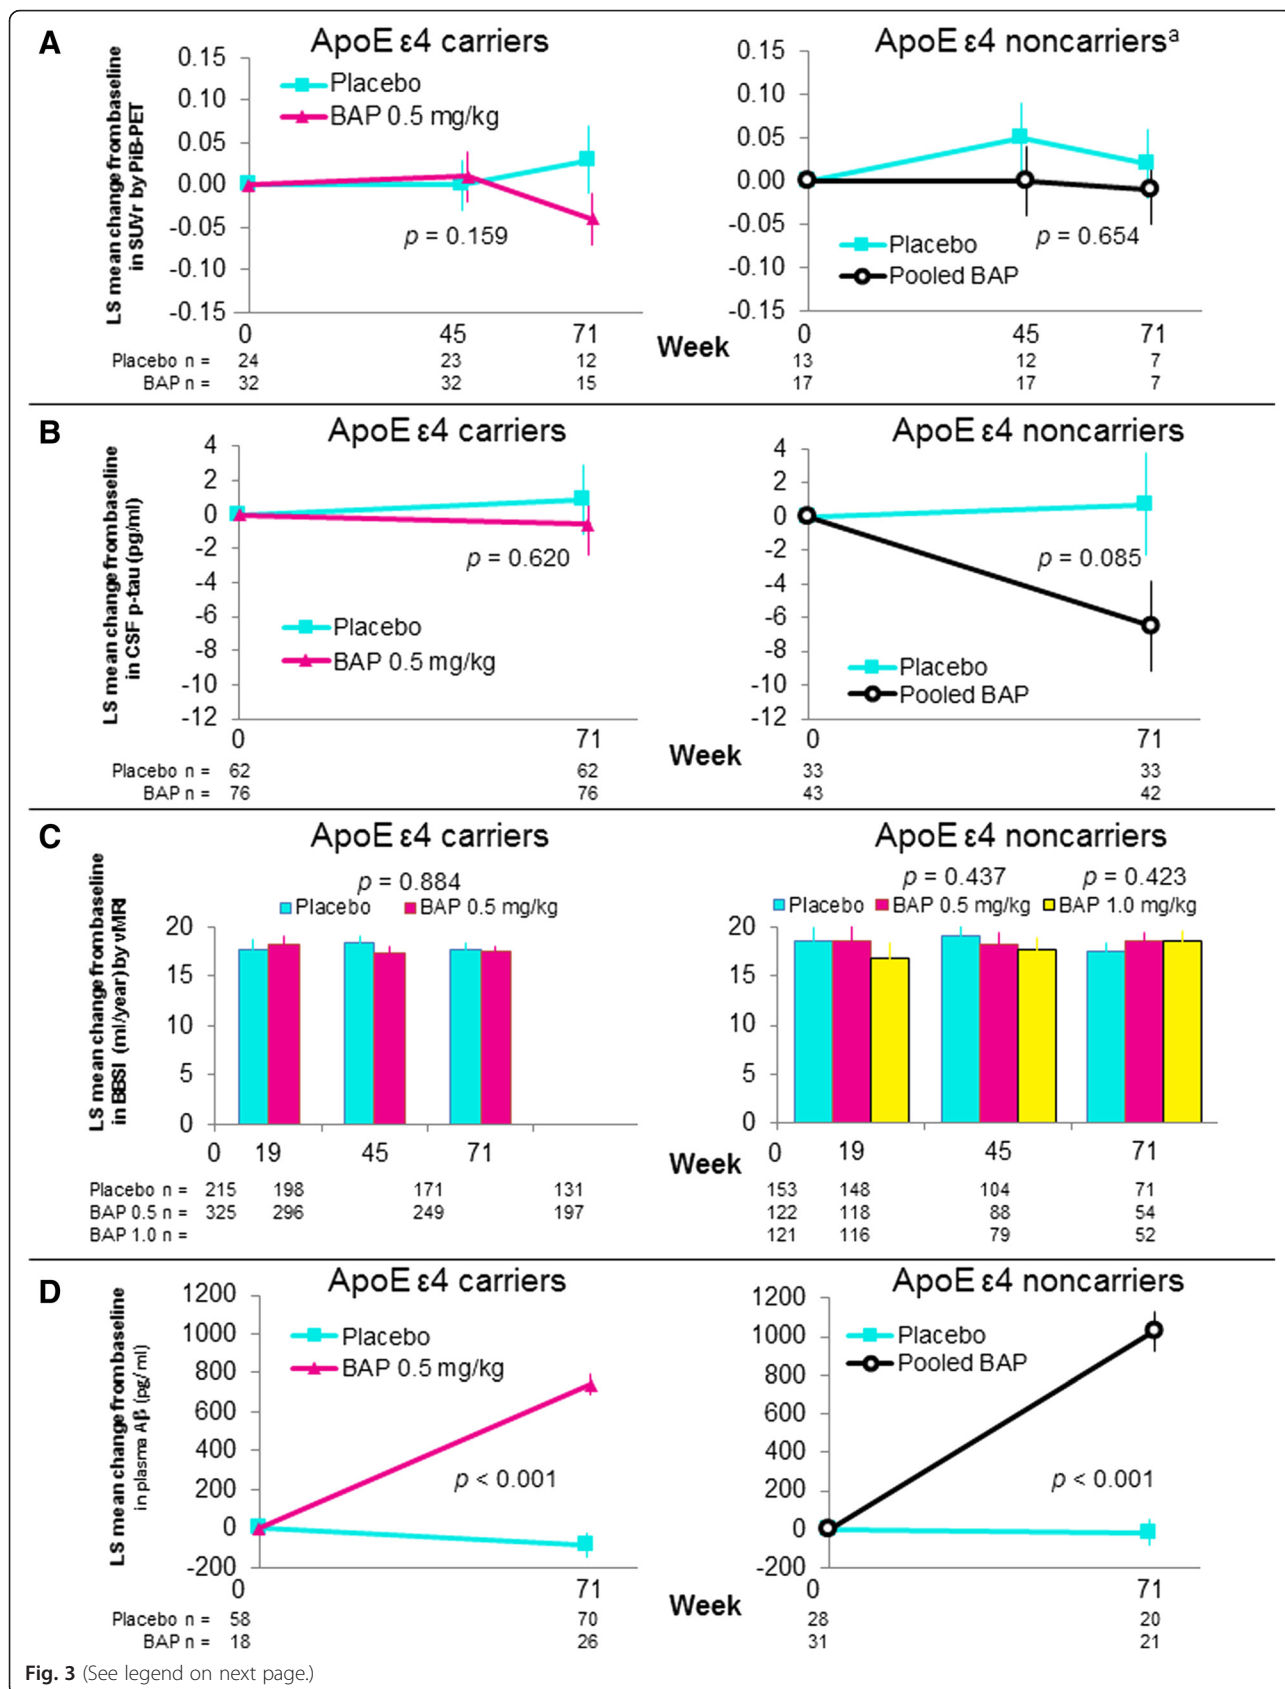 A
ApoE ε4 carriers
ApoE ε4 noncarriersᵃ
LS mean change frombaseline
in SUVr by PiB-PET
0.15
0.10
0.05
0.00
-0.05
-0.10
-0.15
Placebo
BAP 0.5 mg/kg
p = 0.159
0 45 71
0.15
0.10
0.05
0.00
-0.05
-0.10
-0.15
p = 0.654
Placebo
Pooled BAP
0 45 71
Week
Placebo n = 24 23 12 13 12 7
BAP n = 32 32 15 17 17 7
B
ApoE ε4 carriers
ApoE ε4 noncarriers
LS mean change frombaseline
in CSF p-tau (pg/ml)
4
2
0
-2
-4
-6
-8
-10
-12
p = 0.620
Placebo
BAP 0.5 mg/kg
0 71
4
2
0
-2
-4
-6
-8
-10
-12
p = 0.085
Placebo
Pooled BAP
0 71
Week
Placebo n = 62 62 33 33
BAP n = 76 76 43 42
C
ApoE ε4 carriers
ApoE ε4 noncarriers
LS mean change frombaseline
in BBSI (ml/year) by vMRI
p = 0.884
Placebo BAP 0.5 mg/kg
20
15
10
5
0
0 19 45 71
p = 0.437 p = 0.423
Placebo BAP 0.5 mg/kg BAP 1.0 mg/kg
20
15
10
5
0
0 19 45 71
Week
Placebo n = 215 198 171 131 153 148 104 71
BAP 0.5 n = 325 296 249 197 122 118 88 54
BAP 1.0 n = 121 116 79 52
D
ApoE ε4 carriers
ApoE ε4 noncarriers
LS mean change frombaseline
in plasma Aβ (pg/ml)
1200
1000
800
600
400
200
0
-200
Placebo
BAP 0.5 mg/kg
p < 0.001
0 71
1200
1000
800
600
400
200
0
-200
Placebo
Pooled BAP
p < 0.001
0 71
Week
Placebo n = 58 70 28 20
BAP n = 18 26 31 21
Fig. 3 (See legend on next page.)